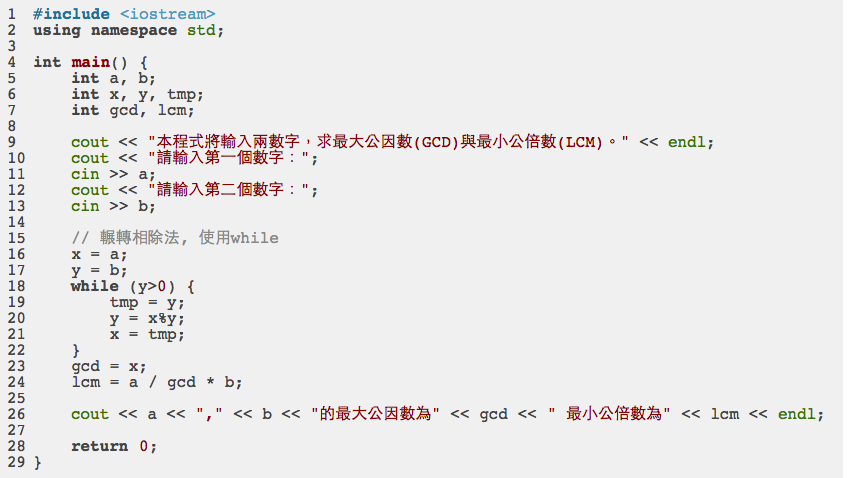 1 #include <iostream>
2 using namespace std;
3
4 int main() {
5     int a, b;
6     int x, y, tmp;
7     int gcd, lcm;
8
9     cout << "本程式將輸入兩數字，求最大公因數(GCD)與最小公倍數(LCM)。" << endl;
10     cout << "請輸入第一個數字：";
11     cin >> a;
12     cout << "請輸入第二個數字：";
13     cin >> b;
14
15     // 輾轉相除法, 使用while
16     x = a;
17     y = b;
18     while (y>0) {
19         tmp = y;
20         y = x%y;
21         x = tmp;
22     }
23     gcd = x;
24     lcm = a / gcd * b;
25
26     cout << a << "," << b << "的最大公因數為" << gcd << " 最小公倍數為" << lcm << endl;
27
28     return 0;
29 }